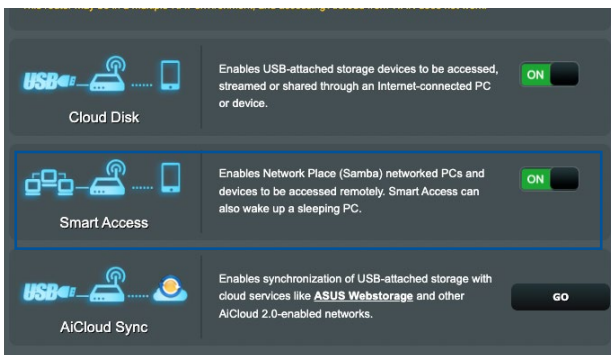 USB
Cloud Disk
Enables USB-attached storage devices to be accessed,
streamed or shared through an Internet-connected PC
or device.
ON
Smart Access
Enables Network Place (Samba) networked PCs and
devices to be accessed remotely. Smart Access can
also wake up a sleeping PC.
ON
USB
AiCloud Sync
Enables synchronization of USB-attached storage with
cloud services like ASUS Webstorage and other
AiCloud 2.0-enabled networks.
GO